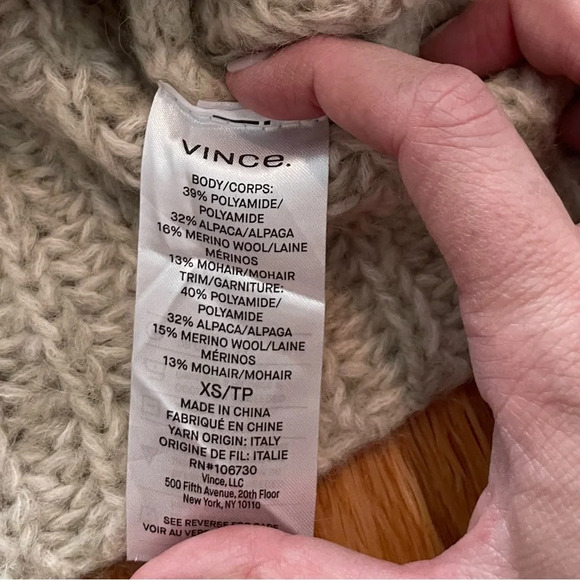 VINCE.
BODY/CORPS:
39% POLYAMIDE/
POLYAMIDE
32% ALPACA/ALPAGA
16% MERINO WOOL/LAINE
MÉRINOS
13% MOHAIR/MOHAIR
TRIM/GARNITURE:
40% POLYAMIDE/
POLYAMIDE
32% ALPACA/ALPAGA
15% MERINO WOOL/LAINE
MÉRINOS
13% MOHAIR/MOHAIR
XS/TP
MADE IN CHINA
FABRIQUÉ EN CHINE
YARN ORIGIN: ITALY
ORIGINE DE FIL: ITALIE
RN#106730
Vince, LLC
500 Fifth Avenue, 20th Floor
New York, NY 10110
SEE REVERSE
VOIR AU